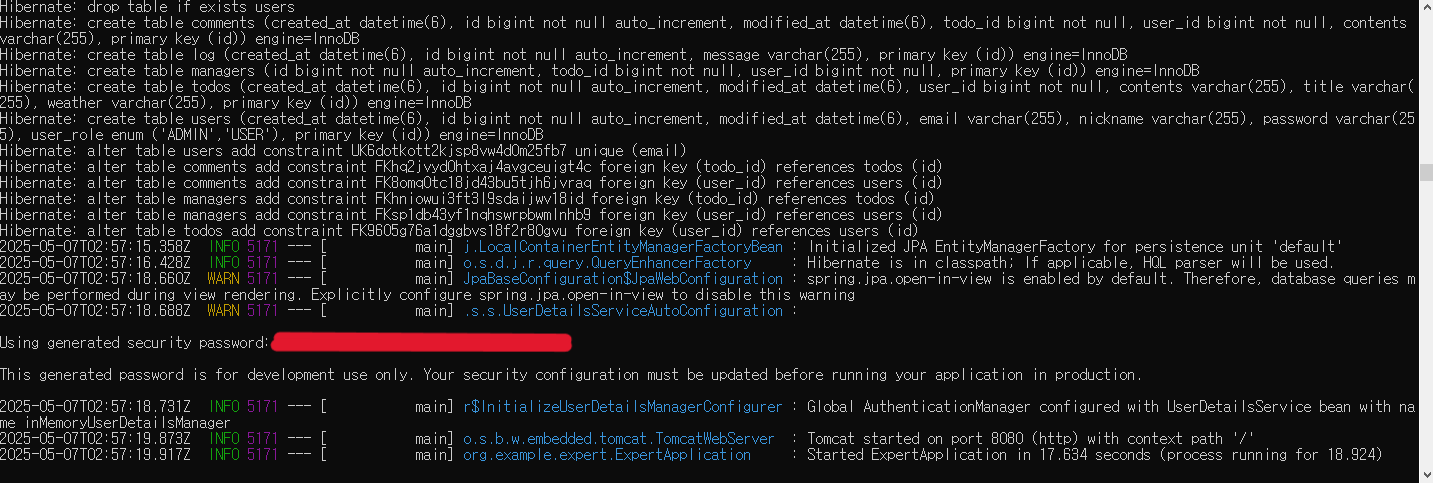 Hibernate: drop table if exists users
Hibernate: create table comments (created_at datetime(6), id bigint not null auto_increment, modified_at datetime(6), todo_id bigint not null, user_id bigint not null, contents
varchar(255), primary key (id)) engine=InnoDB
Hibernate: create table log (created_at datetime(6), id bigint not null auto_increment, message varchar(255), primary key (id)) engine=InnoDB
Hibernate: create table managers (id bigint not null auto_increment, todo_id bigint not null, user_id bigint not null, primary key (id)) engine=InnoDB
Hibernate: create table todos (created_at datetime(6), id bigint not null auto_increment, modified_at datetime(6), user_id bigint not null, contents varchar(255), title varchar(
255), weather varchar(255), primary key (id)) engine=InnoDB
Hibernate: create table users (created_at datetime(6), id bigint not null auto_increment, modified_at datetime(6), email varchar(255), nickname varchar(255), password varchar(25
5), user_role enum ('ADMIN','USER'), primary key (id)) engine=InnoDB
Hibernate: alter table users add constraint UK6dotkott2kjsp8vw4d0m25fb7 unique (email)
Hibernate: alter table comments add constraint FKhq2jvyd0htxaj4avgceuigt4c foreign key (todo_id) references todos (id)
Hibernate: alter table comments add constraint FK8omq0tc18jd43bu5tjh6jvraq foreign key (user_id) references users (id)
Hibernate: alter table managers add constraint FKhniowui3ft3l9sdaijwv18id foreign key (todo_id) references todos (id)
Hibernate: alter table managers add constraint FKsp1db43yf1nqhswrpbwmlnhb9 foreign key (user_id) references users (id)
Hibernate: alter table todos add constraint FK9605g76a1dggbvs18f2r80gvu foreign key (user_id) references users (id)
2025-05-07T02:57:15.358Z  INFO 5171 --- [           main] j.LocalContainerEntityManagerFactoryBean : Initialized JPA EntityManagerFactory for persistence unit 'default'
2025-05-07T02:57:16.428Z  INFO 5171 --- [           main] o.s.d.j.r.query.QueryEnhancerFactory     : Hibernate is in classpath; If applicable, HQL parser will be used.
2025-05-07T02:57:18.660Z  WARN 5171 --- [           main] JpaBaseConfiguration$JpaWebConfiguration : spring.jpa.open-in-view is enabled by default. Therefore, database queries m
ay be performed during view rendering. Explicitly configure spring.jpa.open-in-view to disable this warning
2025-05-07T02:57:18.688Z  WARN 5171 --- [           main] .s.s.UserDetailsServiceAutoConfiguration :
Using generated security password:
This generated password is for development use only. Your security configuration must be updated before running your application in production.
2025-05-07T02:57:18.731Z  INFO 5171 --- [           main] r$InitializeUserDetailsManagerConfigurer : Global AuthenticationManager configured with UserDetailsService bean with na
me inMemoryUserDetailsManager
2025-05-07T02:57:19.873Z  INFO 5171 --- [           main] o.s.b.w.embedded.tomcat.TomcatWebServer  : Tomcat started on port 8080 (http) with context path '/'
2025-05-07T02:57:19.917Z  INFO 5171 --- [           main] org.example.expert.ExpertApplication     : Started ExpertApplication in 17.634 seconds (process running for 18.924)